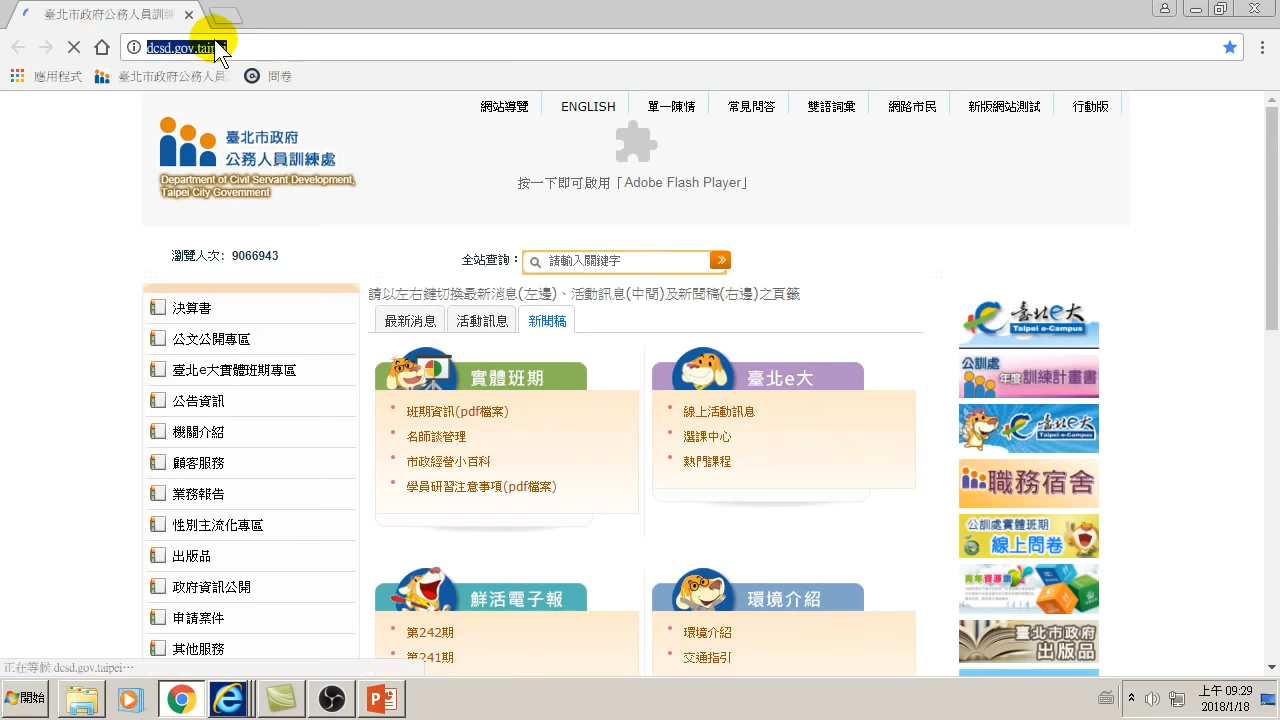 臺北市政府公務人員訓練
dcsd.gov.taipei
應用程式 臺北市政府公務人員 問卷
網站導覽 ENGLISH 單一陳情 常見問答 雙語詞彙 網路市民 新版網站測試 行動版
臺北市政府
公務人員訓練處
Department of Civil Servant Development,
Taipei City Government
按一下即可啟用「Adobe Flash Player」
瀏覽人次: 9066943
全站查詢: 請輸入關鍵字
請以左右鍵切換最新消息(左邊)、活動訊息(中間)及新聞稿(右邊)之頁籤
最新消息 活動訊息 新聞稿
決算書
公文公開專區
臺北e大實體班期專區
公告資訊
機關介紹
顧客服務
業務報告
性別主流化專區
出版品
政府資訊公開
申請案件
其他服務
實體班期
班期資訊(pdf檔案)
名師談管理
市政經營小百科
學員研習注意事項(pdf檔案)
臺北e大
線上活動訊息
選課中心
熱門課程
鮮活電子報
第242期
第241期
環境介紹
環境介紹
交通指引
臺北e大
Taipei e-Campus
公訓處
年度訓練計畫書
臺北e大
Taipei e-Campus
職務宿舍
公訓處實體班期
線上問卷
臺北市政府
出版品
正在等候 dcsd.gov.taipei…
開始
上午 09:29
2018/1/18